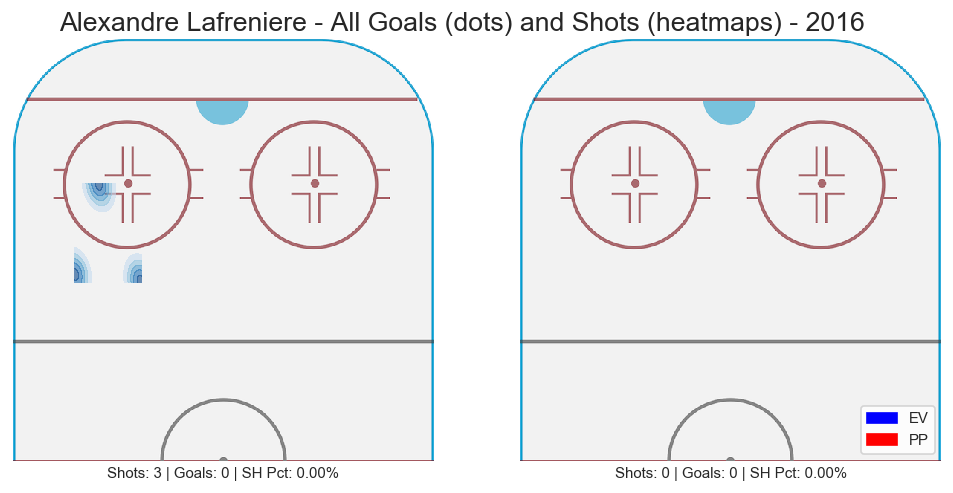 Alexandre Lafreniere - All Goals (dots) and Shots (heatmaps) - 2016
EV
PP
Shots: 3 | Goals: 0 | SH Pct: 0.00%
Shots: 0 | Goals: 0 | SH Pct: 0.00%